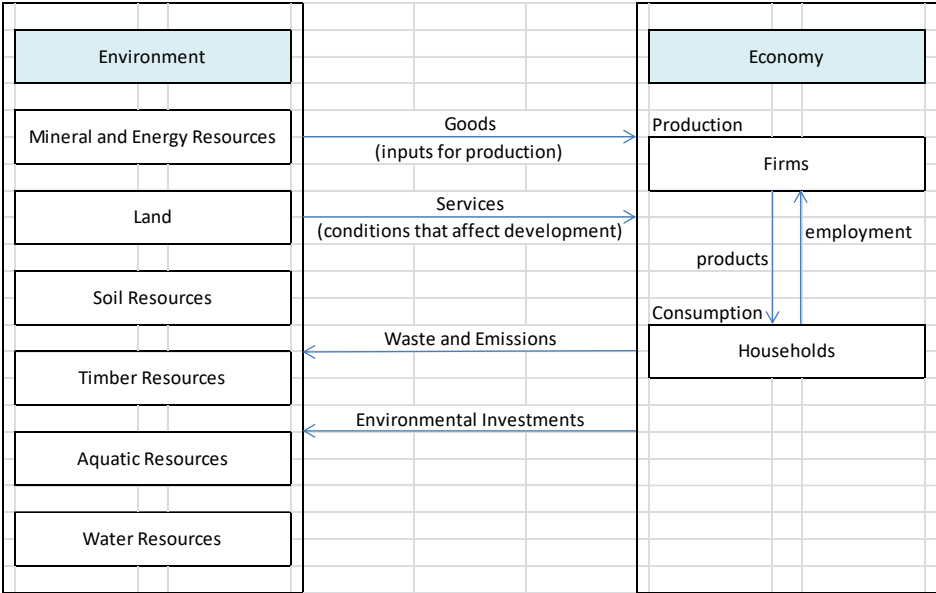 Environment
Economy
Mineral and Energy Resources
Goods
(inputs for production)
Production
Firms
Land
Services
(conditions that affect development)
employment
products
Soil Resources
Consumption
Households
Waste and Emissions
Timber Resources
Environmental Investments
Aquatic Resources
Water Resources